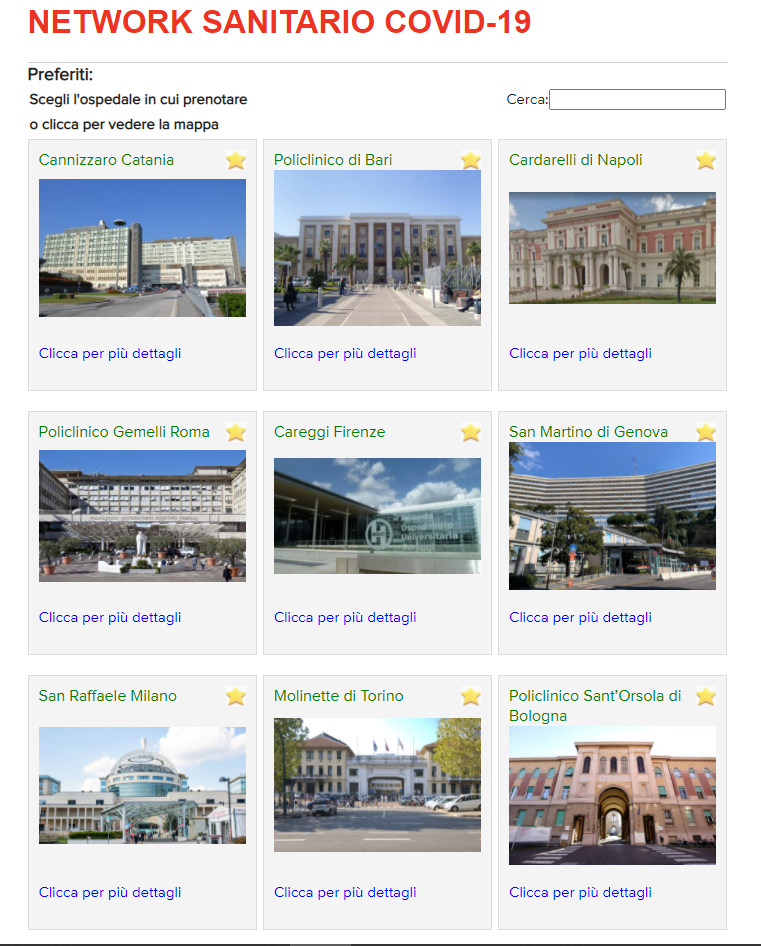 NETWORK SANITARIO COVID-19
Preferiti:
Scegli l'ospedale in cui prenotare
Cerca:
o clicca per vedere la mappa
Cannizzaro Catania
Policlinico di Bari
Cardarelli di Napoli
Clicca per più dettagli
Clicca per più dettagli
Clicca per più dettagli
Policlinico Gemelli Roma
Careggi Firenze
San Martino di Genova
Azienda
Ospedaliero
Universitaria
Clicca per più dettagli
Clicca per più dettagli
Clicca per più dettagli
San Raffaele Milano
Molinette di Torino
Policlinico Sant'Orsola di
Bologna
Clicca per più dettagli
Clicca per più dettagli
Clicca per più dettagli